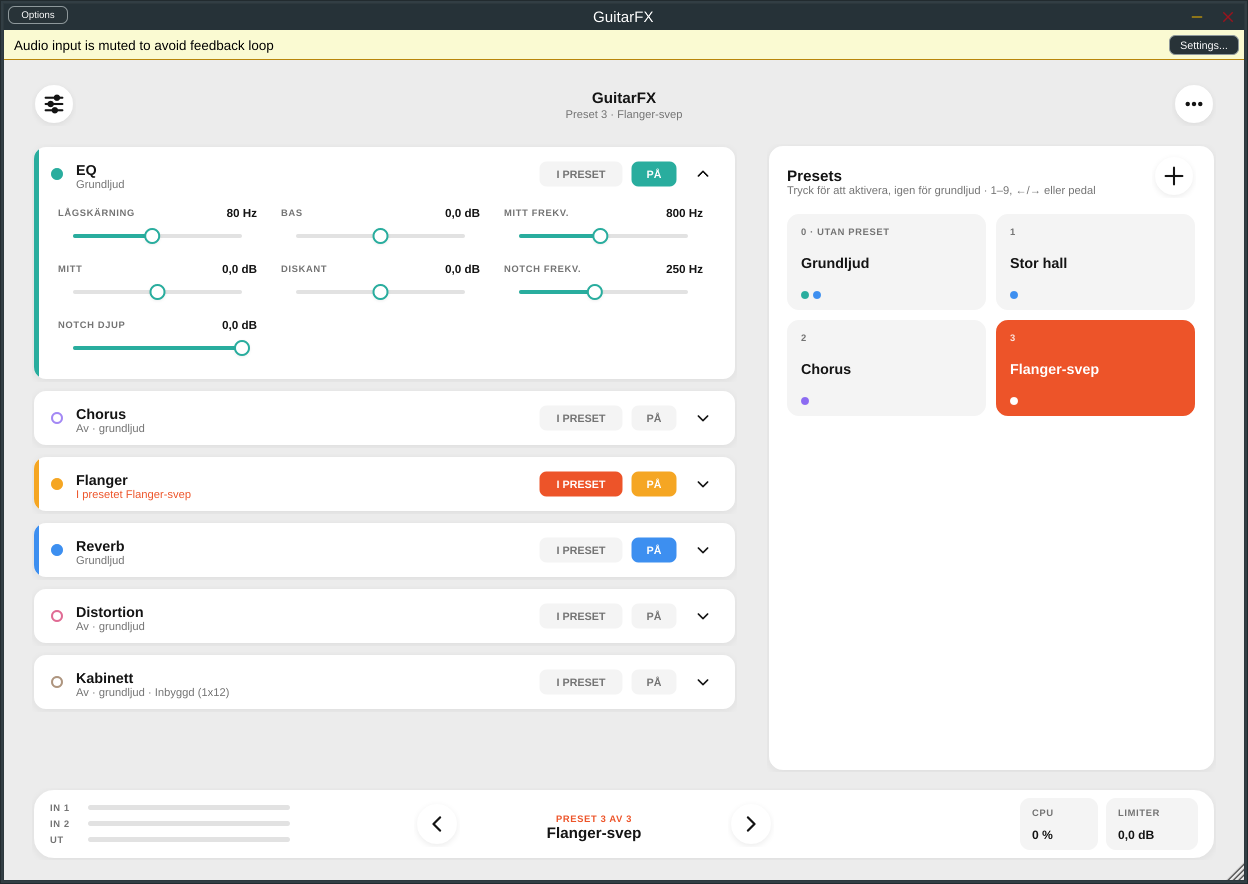 Options
GuitarFX
Audio input is muted to avoid feedback loop
Settings...
GuitarFX
Preset 3 · Flanger-svep
EQ
Grundljud
I PRESET
PÅ
LÅGSKÄRNING
80 Hz
BAS
0,0 dB
MITT FREKV.
800 Hz
MITT
0,0 dB
DISKANT
0,0 dB
NOTCH FREKV.
250 Hz
NOTCH DJUP
0,0 dB
Chorus
Av · grundljud
I PRESET
PÅ
Flanger
I presetet Flanger-svep
I PRESET
PÅ
Reverb
Grundljud
I PRESET
PÅ
Distortion
Av · grundljud
I PRESET
PÅ
Kabinett
Av · grundljud · Inbyggd (1x12)
I PRESET
PÅ
Presets
Tryck för att aktivera, igen för grundljud · 1–9, ←/→ eller pedal
0 · UTAN PRESET
Grundljud
1
Stor hall
2
Chorus
3
Flanger-svep
IN 1
IN 2
UT
PRESET 3 AV 3
Flanger-svep
CPU
0 %
LIMITER
0,0 dB